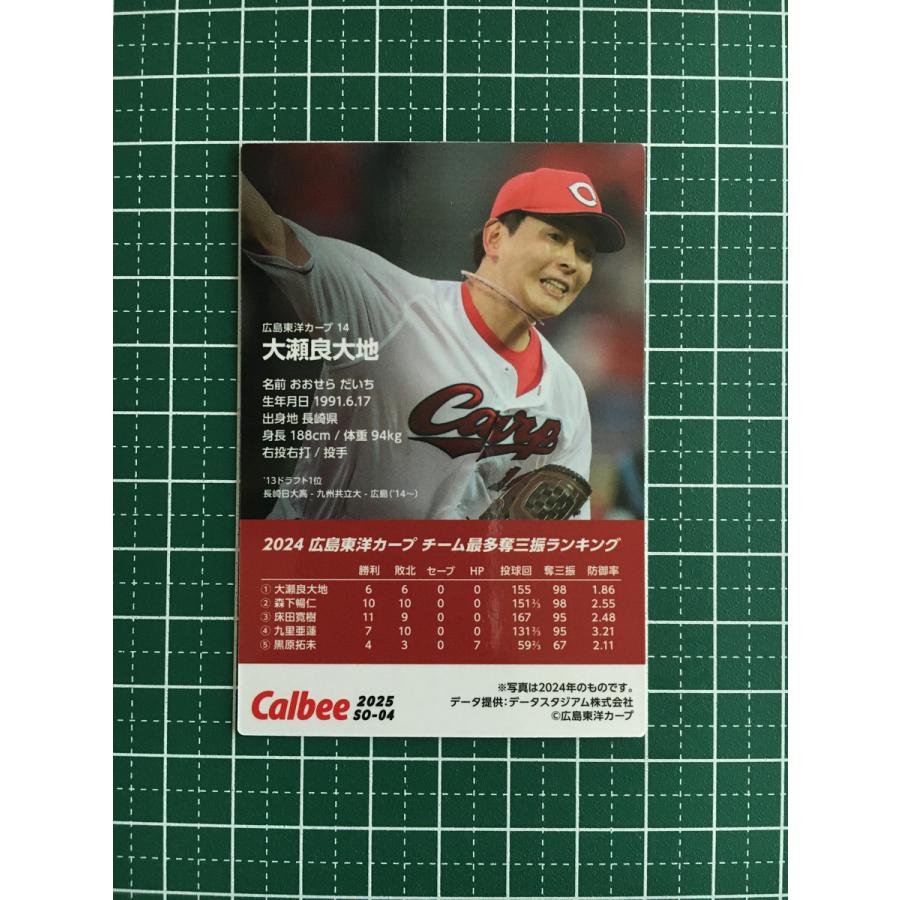 広島東洋カープ 14
大瀬良大地
名前 おおせら だいち
生年月日 1991.6.17
出身地 長崎県
身長 188cm / 体重 94kg
右投右打 / 投手
'13ドラフト1位
長崎日大高 - 九州共立大 - 広島('14~)
C
Carp
1
2024 広島東洋カープ チーム最多奪三振ランキング
勝利 敗北 セーブ HP 投球回 奪三振 防御率
① 大瀬良大地 6 6 0 0 155 98 1.86
② 森下暢仁 10 10 0 0 151⅔ 98 2.55
③ 床田寛樹 11 9 0 0 167 95 2.48
④ 九里亜蓮 7 10 0 0 131⅔ 95 3.21
⑤ 黒原拓未 4 3 0 7 59⅔ 67 2.11
Calbee 2025
SO-04
※写真は2024年のものです。
データ提供:データスタジアム株式会社
©広島東洋カープ